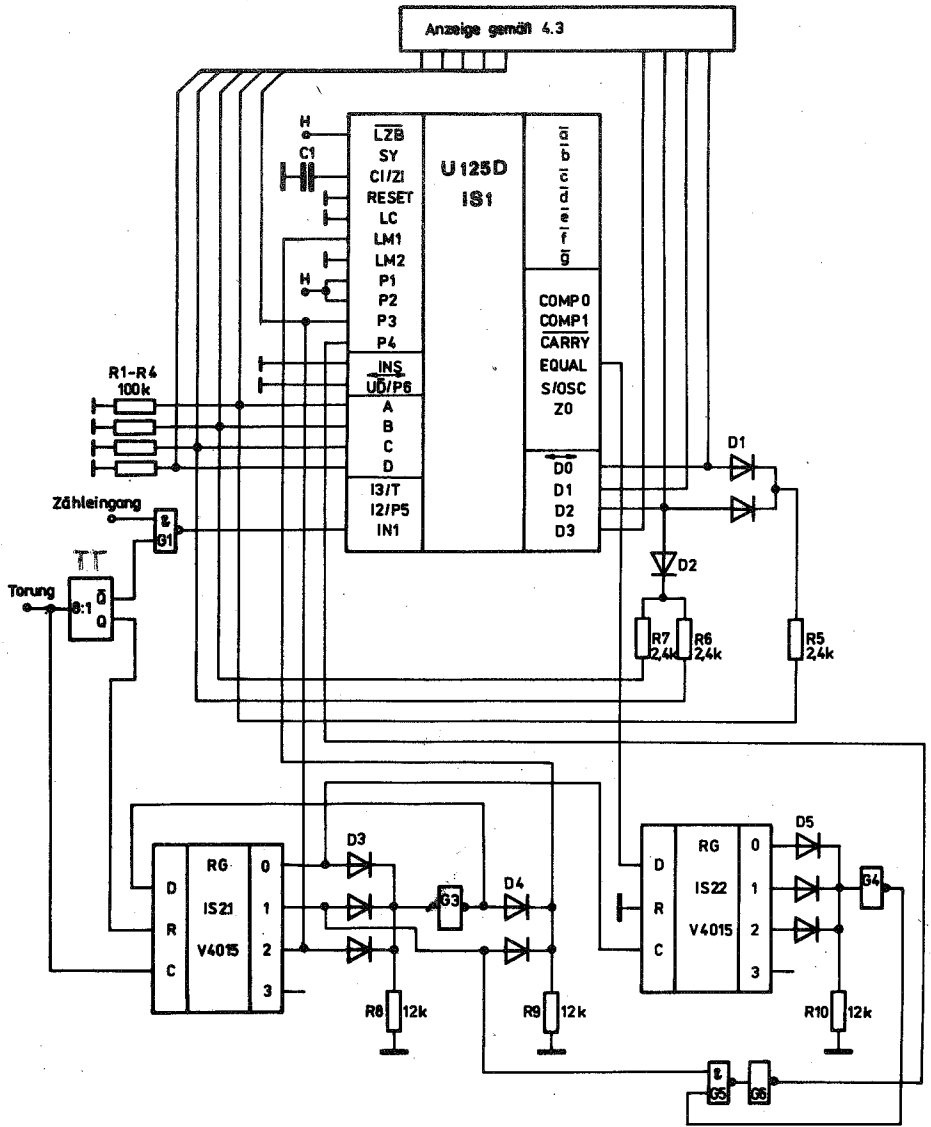 Anzeige gemäß 4.3
H
C1
LZB
SY
CI/ZI
RESET
LC
LM1
LM2
H
P1
P2
P3
P4
INS
UD/P6
A
B
C
D
I3/T
I2/P5
IN1
U125D
IS1
a
b
c
d
e
f
g
COMP0
COMP1
CARRY
EQUAL
S/OSC
Z0
D0
D1
D2
D3
R1-R4
100k
Zähleingang
&
G1
TT
Torung
8:1
Q
Q
D1
D2
R7
2,4k
R6
2,4k
R5
2,4k
D
R
C
RG
IS21
V4015
0
1
2
3
D3
G3
D4
R8
12k
R9
12k
D
R
C
RG
IS22
V4015
0
1
2
3
D5
G4
R10
12k
&
G5
G6